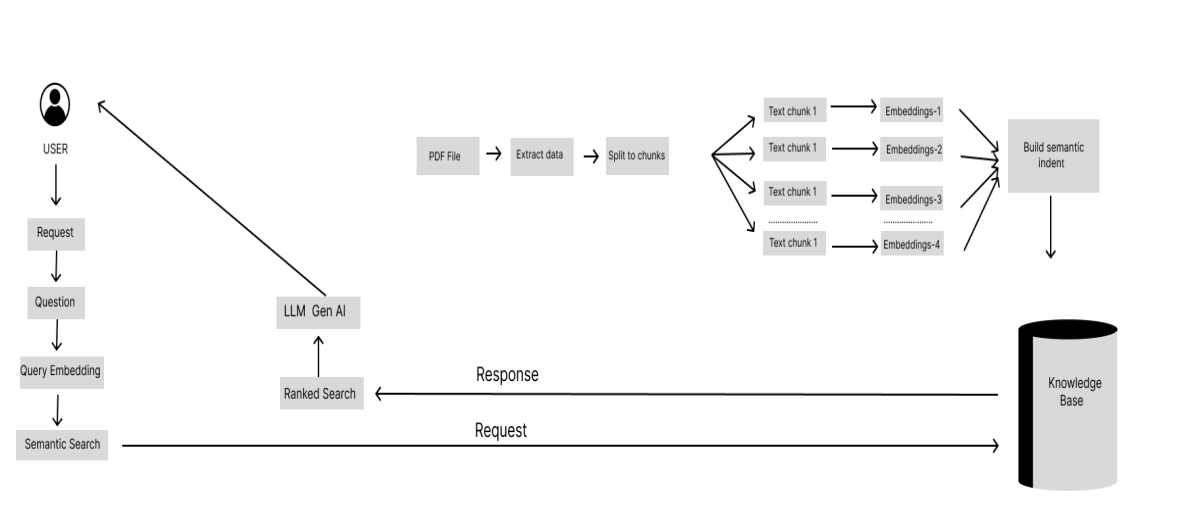 USER
Request
Question
Query Embedding
Semantic Search
LLM Gen AI
Ranked Search
PDF File
Extract data
Split to chunks
Text chunk 1
Text chunk 1
Text chunk 1
......................
Text chunk 1
Embeddings-1
Embeddings-2
Embeddings-3
......................
Embeddings-4
Build semantic
indent
Response
Request
Knowledge
Base